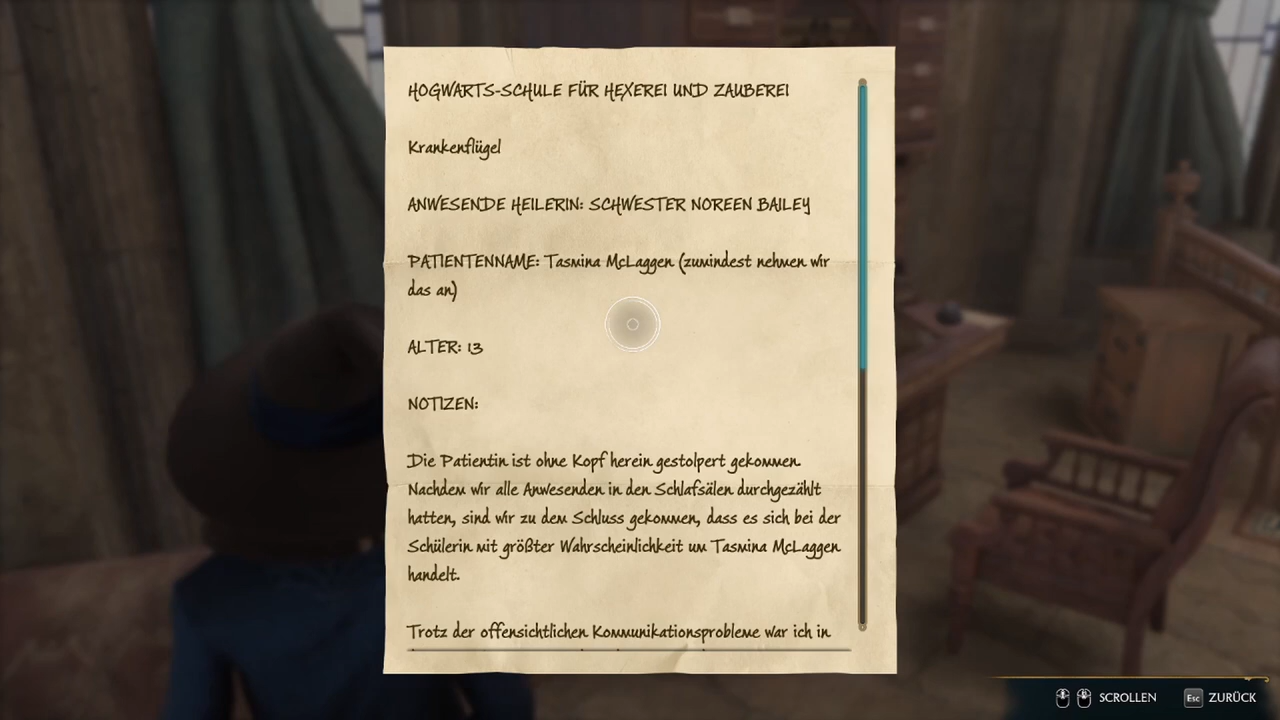 HOGWARTS-SCHULE FÜR HEXEREI UND ZAUBEREI
Krankenflügel
ANWESENDE HEILERIN: SCHWESTER NOREEN BAILEY
PATIENTENNAME: Tasmina McLaggen (zumindest nehmen wir
das an)
ALTER: 13
NOTIZEN:
Die Patientin ist ohne Kopf herein gestolpert gekommen.
Nachdem wir alle Anwesenden in den Schlafsälen durchgezählt
hatten, sind wir zu dem Schluss gekommen, dass es sich bei der
Schülerin mit größter Wahrscheinlichkeit um Tasmina McLaggen
handelt.
Trotz der offensichtlichen Kommunikationsprobleme war ich in
SCROLLEN Esc ZURÜCK